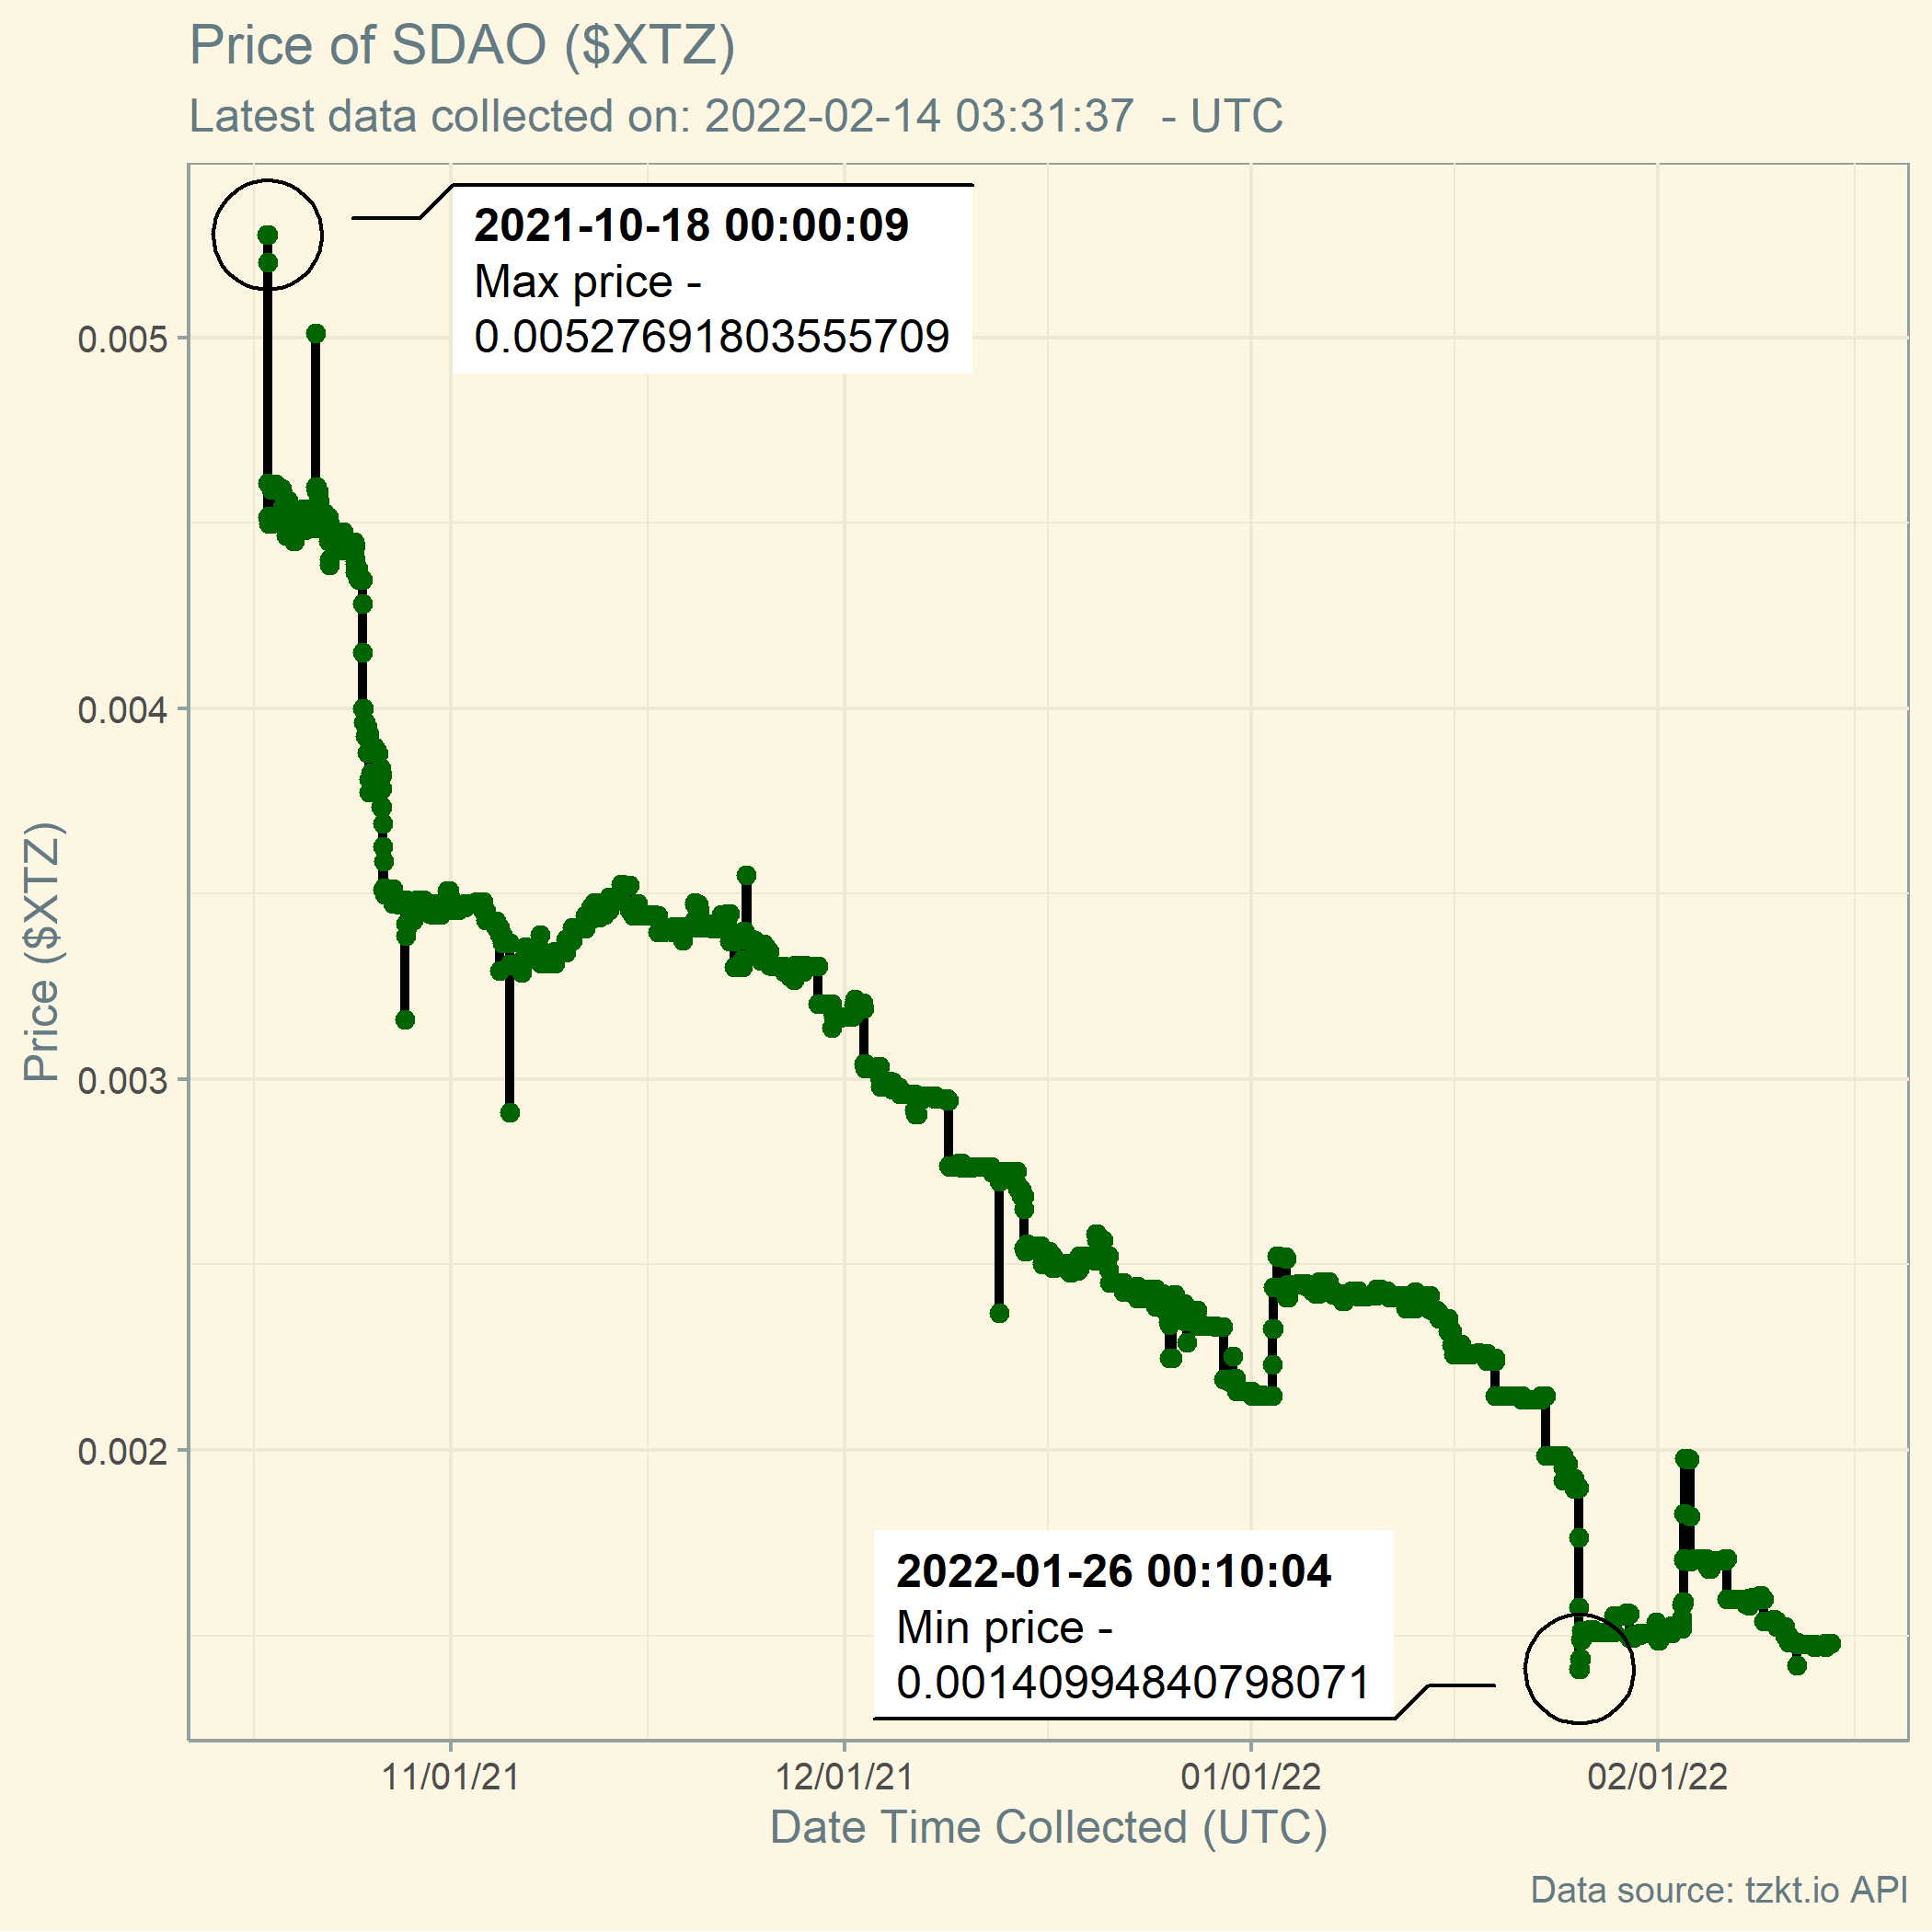 Price of SDAO ($XTZ)
Latest data collected on: 2022-02-14 03:31:37  - UTC
2021-10-18 00:00:09
Max price -
0.00527691803555709
0.005
0.004
0.003
0.002
Price ($XTZ)
2022-01-26 00:10:04
Min price -
0.00140994840798071
11/01/21
12/01/21
01/01/22
02/01/22
Date Time Collected (UTC)
Data source: tzkt.io API